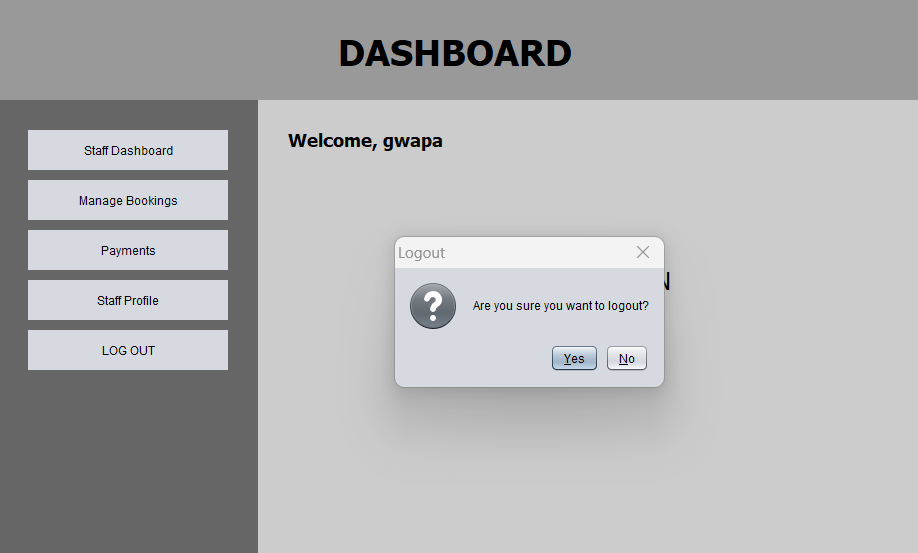 DASHBOARD
Staff Dashboard
Manage Bookings
Payments
Staff Profile
LOG OUT
Welcome, gwapa
Logout
Are you sure you want to logout?
Yes
No